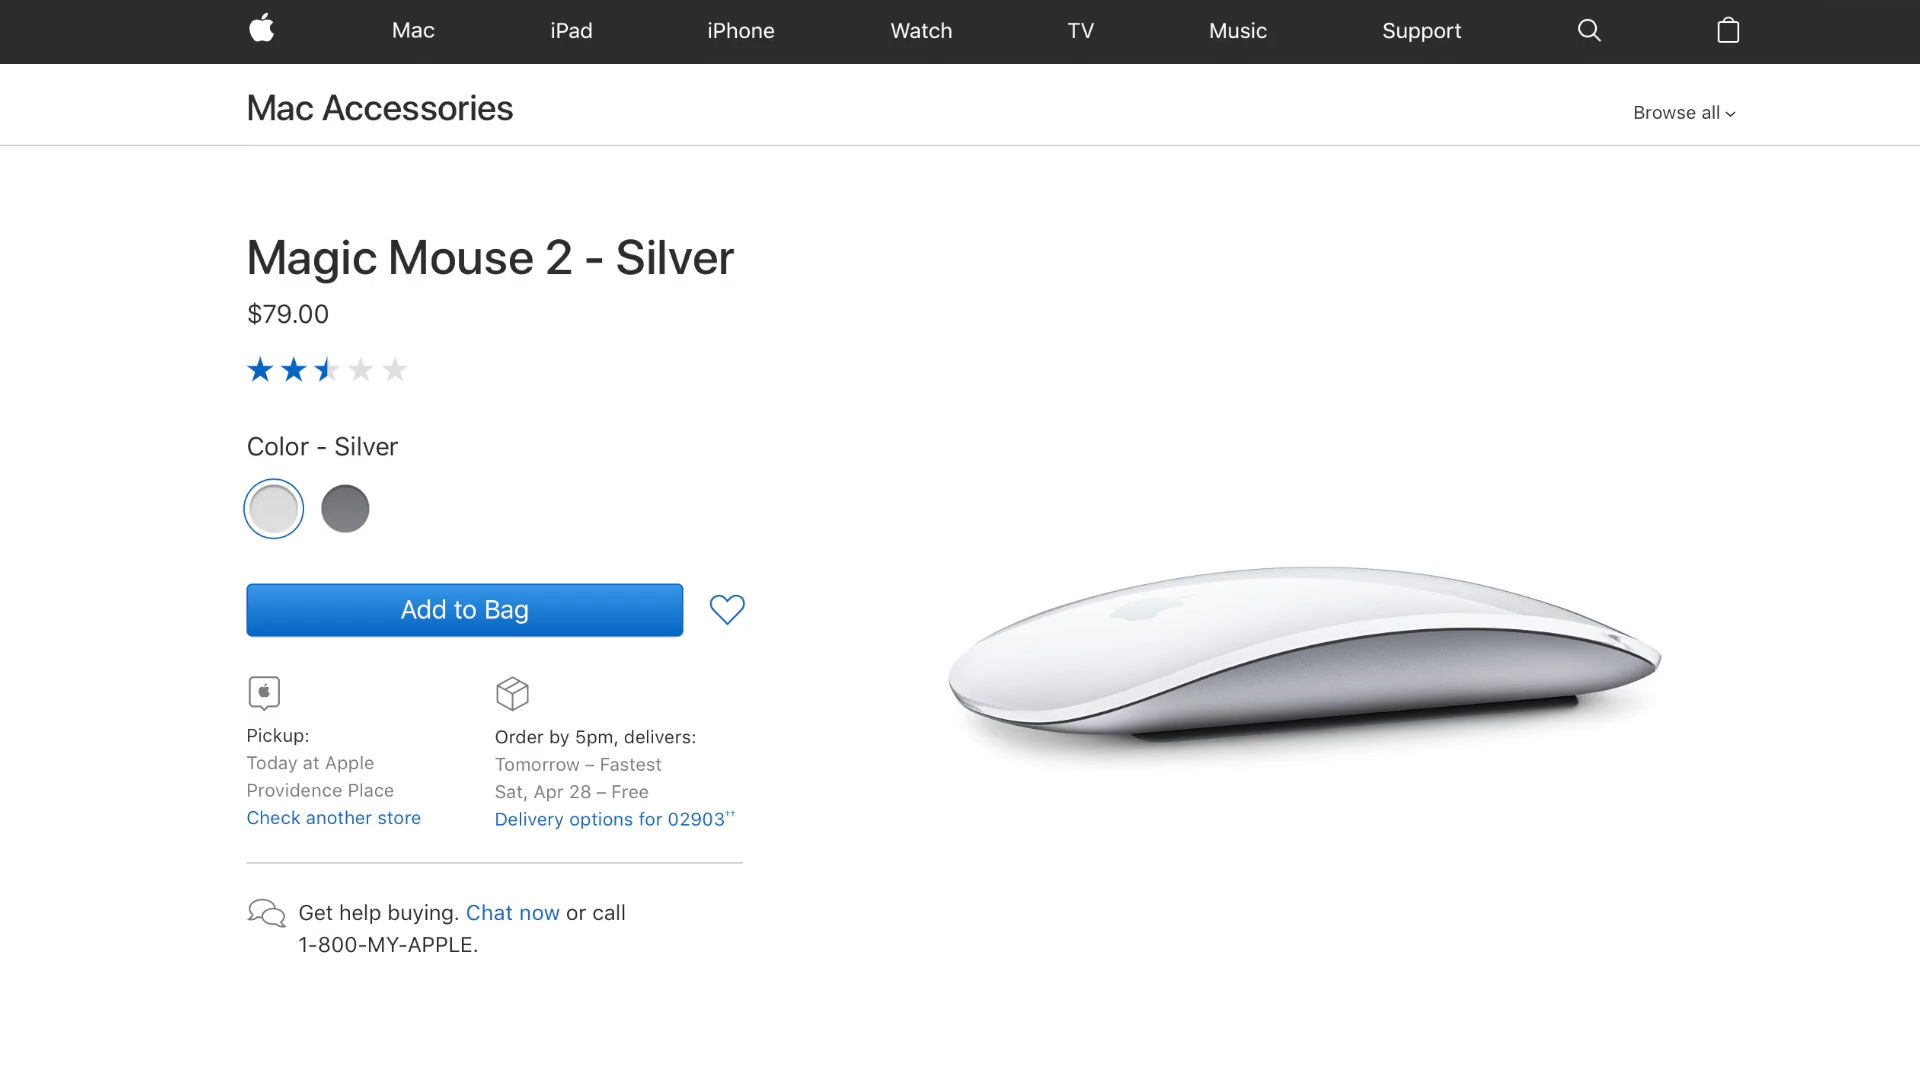 Mac
iPad
iPhone
Watch
TV
Music
Support
Mac Accessories
Browse all
Magic Mouse 2 - Silver
$79.00
Color - Silver
Add to Bag
Pickup:
Today at Apple
Providence Place
Check another store
Order by 5pm, delivers:
Tomorrow – Fastest
Sat, Apr 28 – Free
Delivery options for 02903††
Get help buying. Chat now or call
1-800-MY-APPLE.